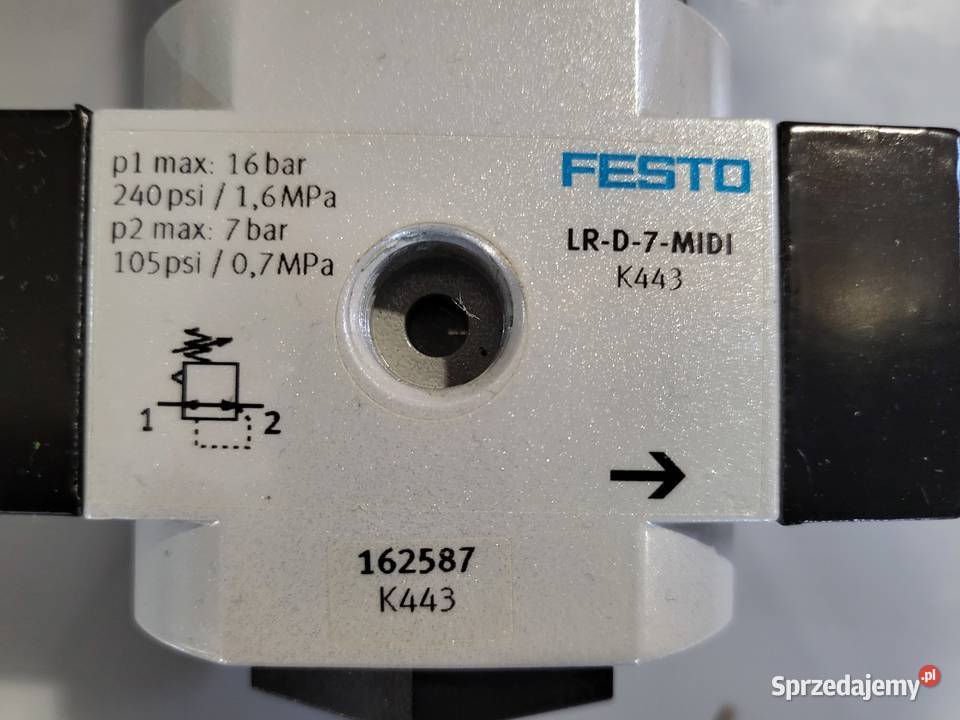 p1 max: 16 bar
240 psi / 1,6 MPa
p2 max: 7 bar
105 psi / 0,7 MPa
FESTO
LR-D-7-MIDI
K443
1
2
162587
K443
Sprzedajemy.pl